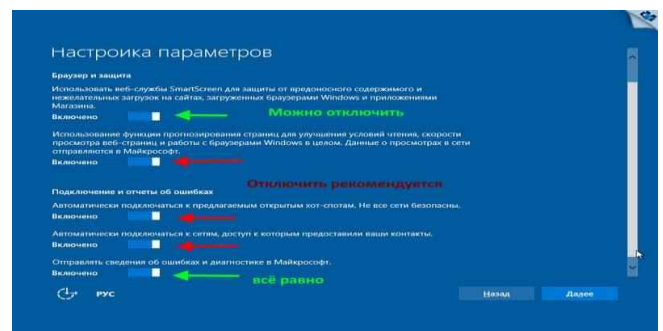 Настройка параметров
Браузер и защита
Использовать веб-службы SmartScreen для защиты от вредоносного содержимого и
нежелательных загрузок на сайтах, загруженных браузерами Windows и приложениями
Магазина.
Можно отключить
Включено
Использование функции прогнозирования страниц для улучшения условий чтения, скорости
просмотра веб-страниц и работы с браузерами Windows в целом. Данные о просмотрах в сети
отправляются в Майкрософт.
Включено
Отключить рекомендуется
Подключение и отчеты об ошибках
Автоматически подключаться к предлагаемым открытым хот-спотам. Не все сети безопасны.
Включено
Автоматически подключаться к сетям, доступ к которым предоставили ваши контакты.
Включено
Отправлять сведения об ошибках и диагностике в Майкрософт.
Включено
всё равно
РУС
Назад
Далее